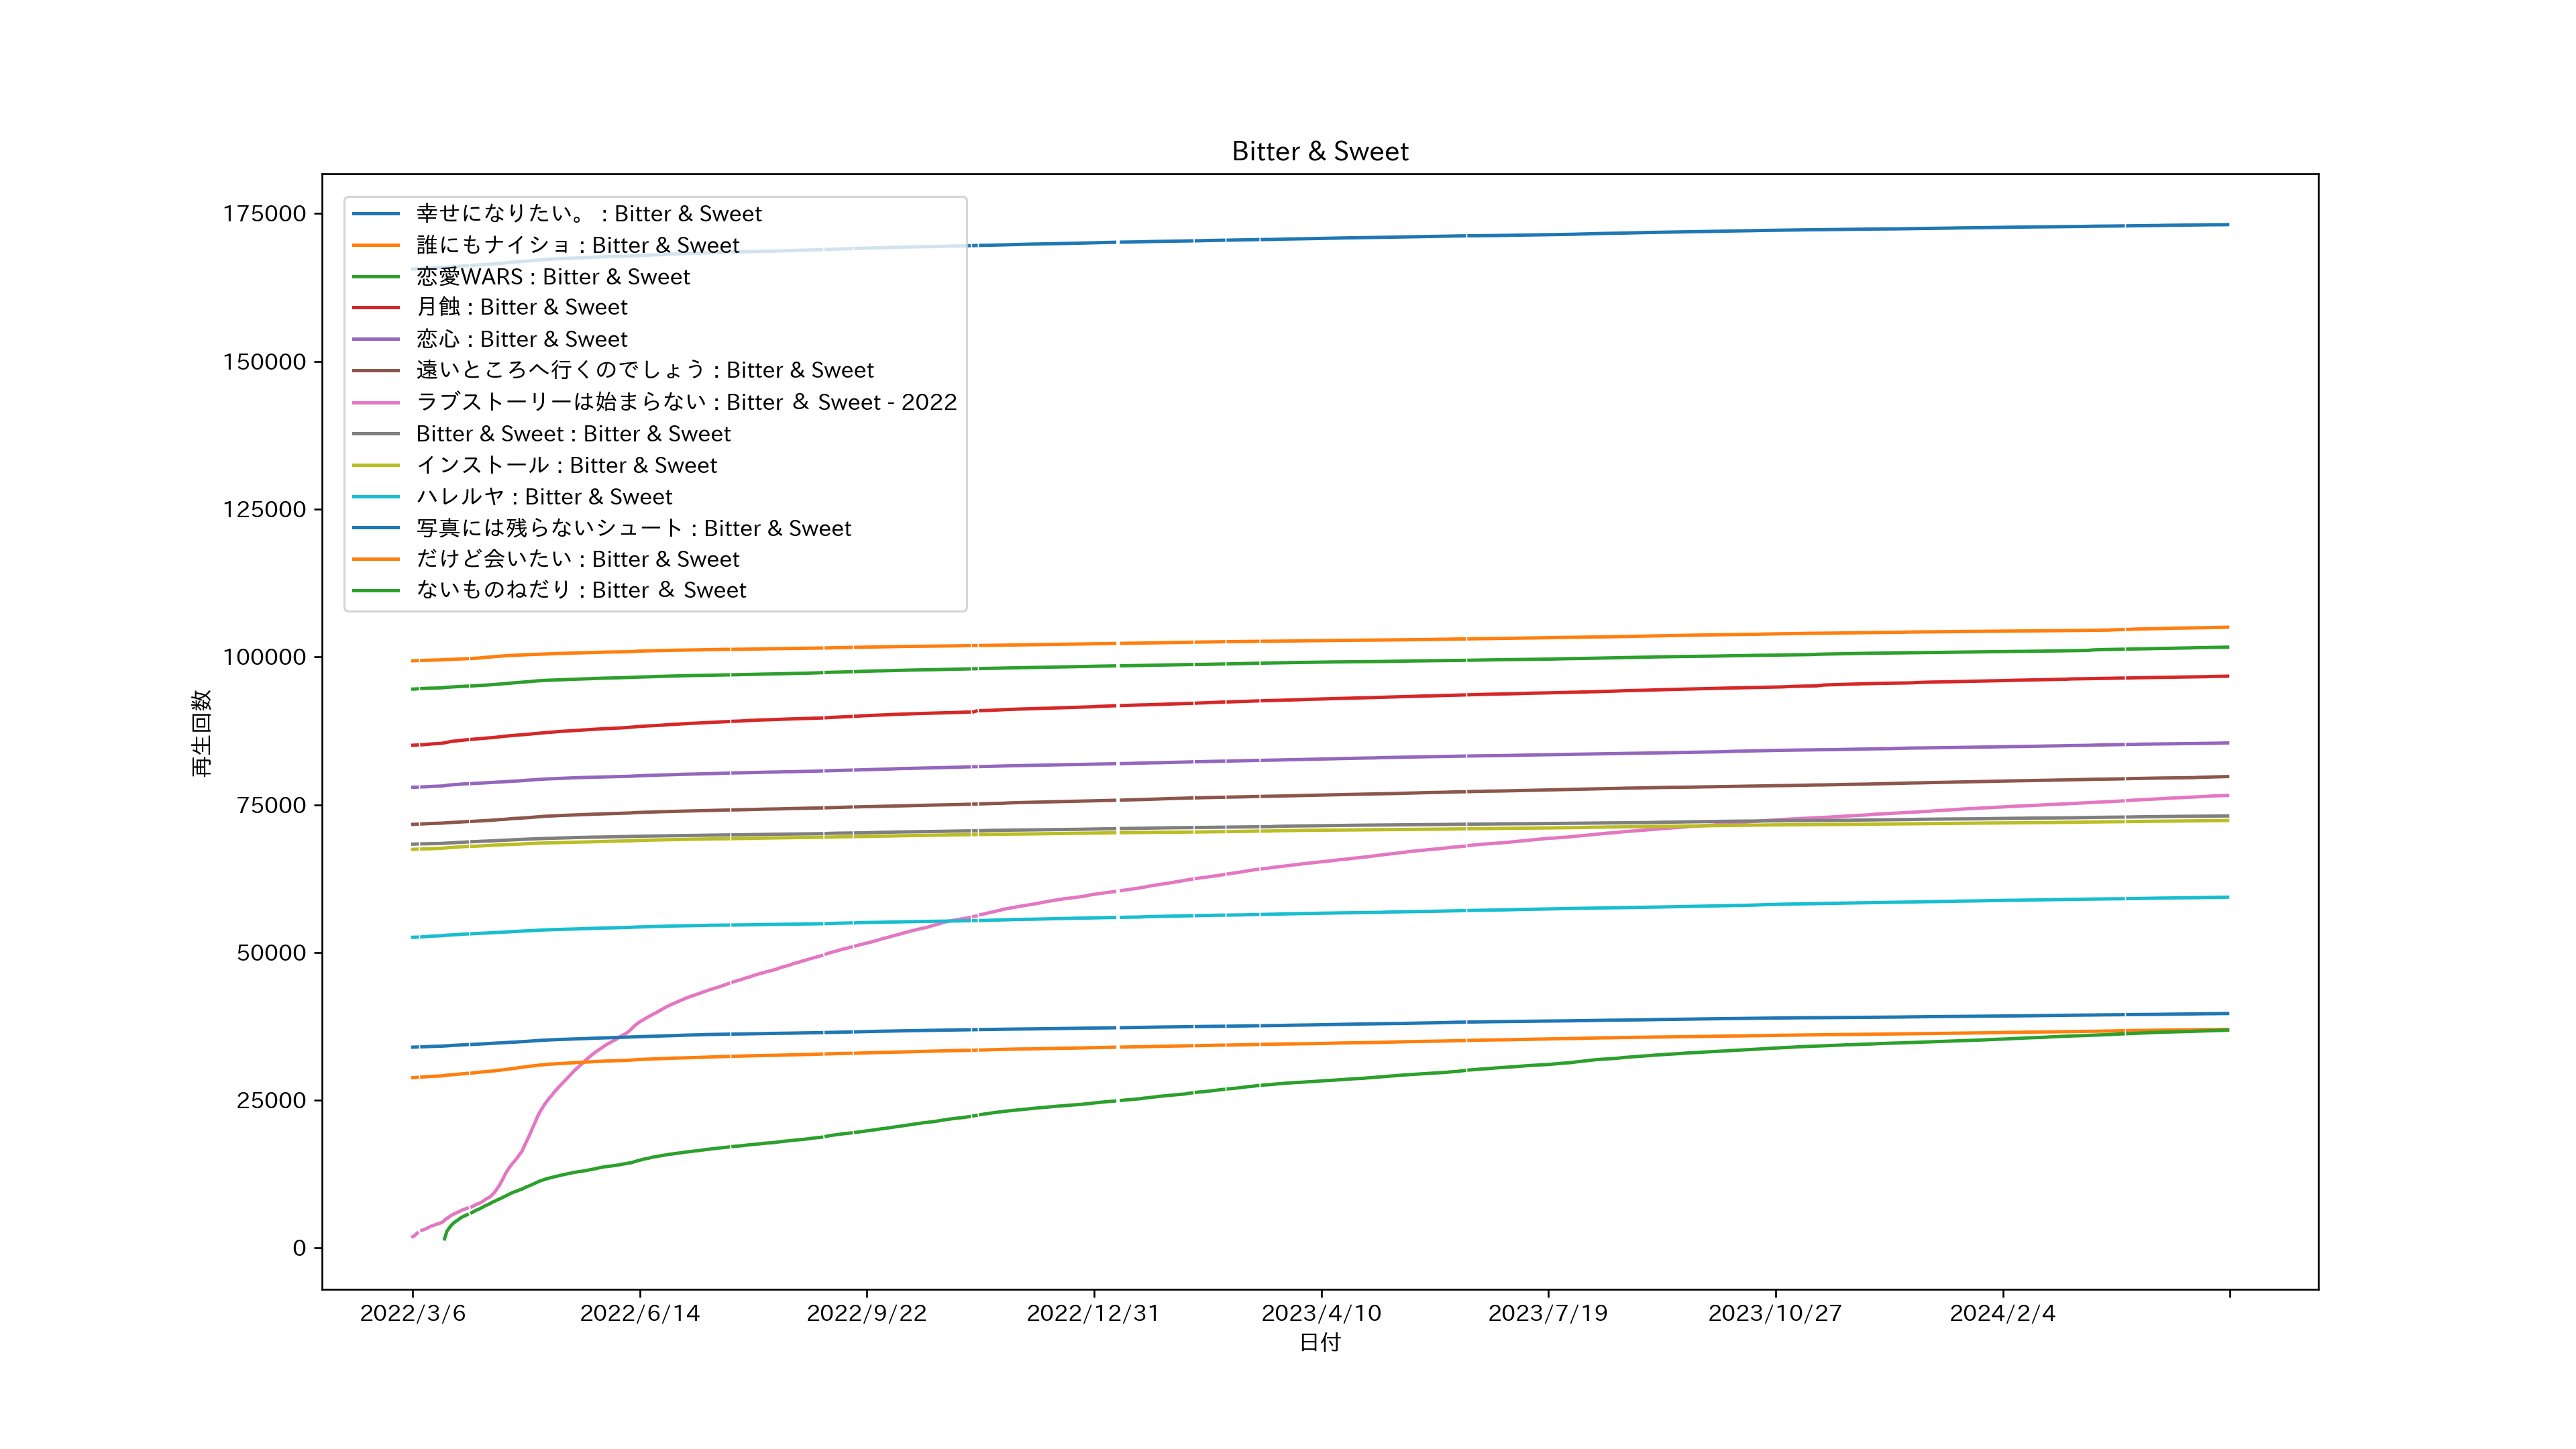 Bitter & Sweet
175000
150000
125000
100000
75000
50000
25000
0
再生回数
幸せになりたい。 : Bitter & Sweet
誰にもナイショ : Bitter & Sweet
恋愛WARS : Bitter & Sweet
月蝕 : Bitter & Sweet
恋心 : Bitter & Sweet
遠いところへ行くのでしょう : Bitter & Sweet
ラブストーリーは始まらない : Bitter ＆ Sweet - 2022
Bitter & Sweet : Bitter & Sweet
インストール : Bitter & Sweet
ハレルヤ : Bitter & Sweet
写真には残らないシュート : Bitter & Sweet
だけど会いたい : Bitter & Sweet
ないものねだり : Bitter ＆ Sweet
2022/3/6 2022/6/14 2022/9/22 2022/12/31 2023/4/10 2023/7/19 2023/10/27 2024/2/4
日付